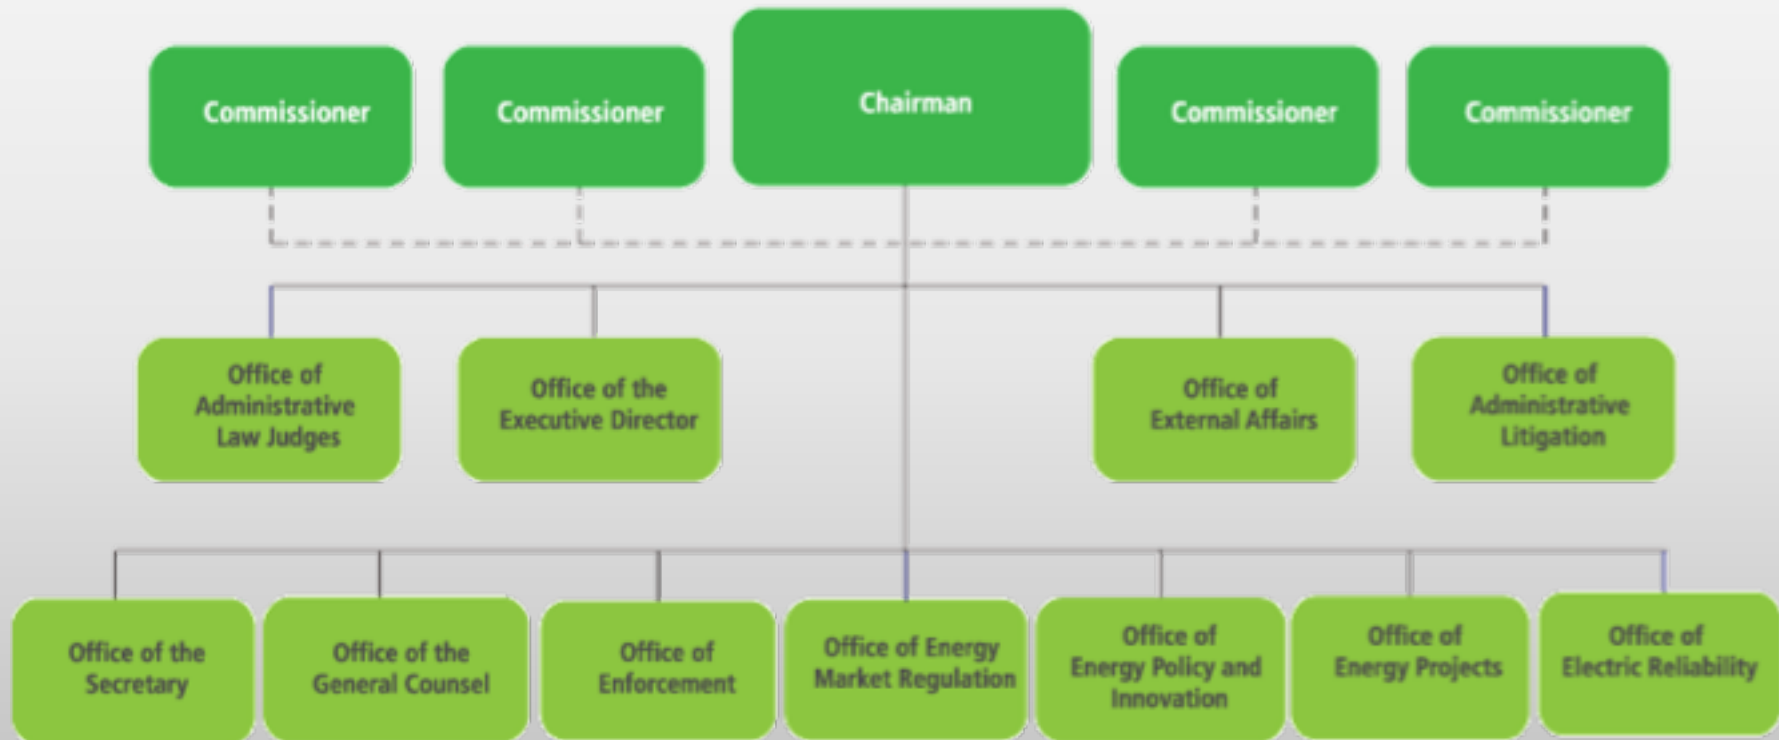 Commissioner
Commissioner
Chairman
Commissioner
Commissioner
Office of
Administrative
Law Judges
Office of the
Executive Director
Office of
External Affairs
Office of
Administrative
Litigation
Office of the
Secretary
Office of the
General Counsel
Office of
Enforcement
Office of Energy
Market Regulation
Office of
Energy Policy and
Innovation
Office of
Energy Projects
Office of
Electric Reliability